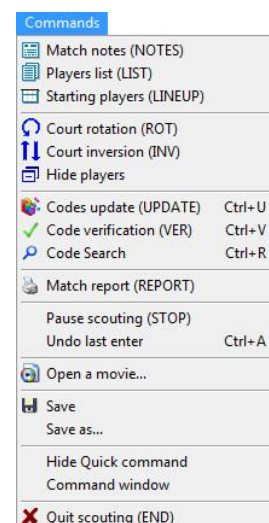 Commands
Match notes (NOTES)
Players list (LIST)
Starting players (LINEUP)
Court rotation (ROT)
Court inversion (INV)
Hide players
Codes update (UPDATE) Ctrl+U
Code verification (VER) Ctrl+V
Code Search Ctrl+R
Match report (REPORT)
Pause scouting (STOP)
Undo last enter Ctrl+A
Open a movie...
Save
Save as...
Hide Quick command
Command window
Quit scouting (END)